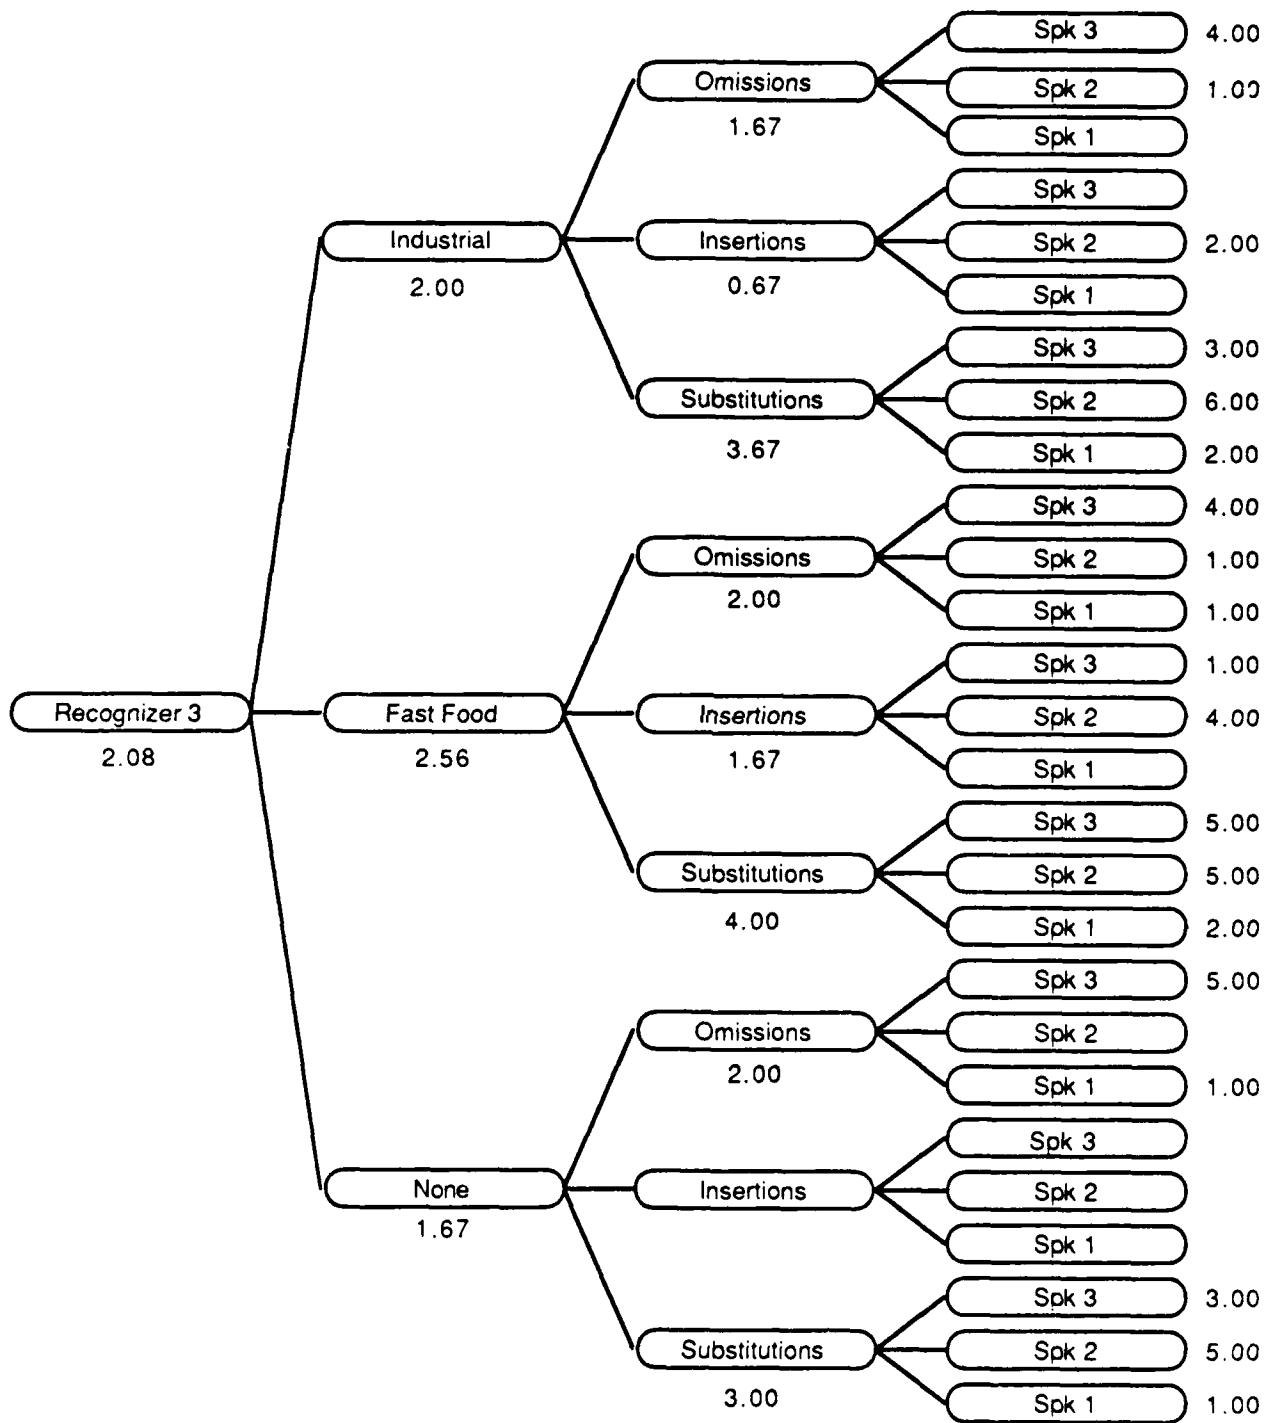 Spk 3 4.00
Omissions
Spk 2 1.00
1.67
Spk 1
Spk 3
Industrial
Insertions
Spk 2 2.00
2.00
0.67
Spk 1
Spk 3 3.00
Substitutions
Spk 2 6.00
3.67
Spk 1 2.00
Spk 3 4.00
Omissions
Spk 2 1.00
2.00
Spk 1 1.00
Spk 3 1.00
Recognizer 3
Fast Food
Insertions
Spk 2 4.00
2.08
2.56
1.67
Spk 1
Spk 3 5.00
Substitutions
Spk 2 5.00
4.00
Spk 1 2.00
Spk 3 5.00
Omissions
Spk 2
2.00
Spk 1 1.00
Spk 3
None
Insertions
Spk 2
1.67
Spk 1
Spk 3 3.00
Substitutions
Spk 2 5.00
3.00
Spk 1 1.00